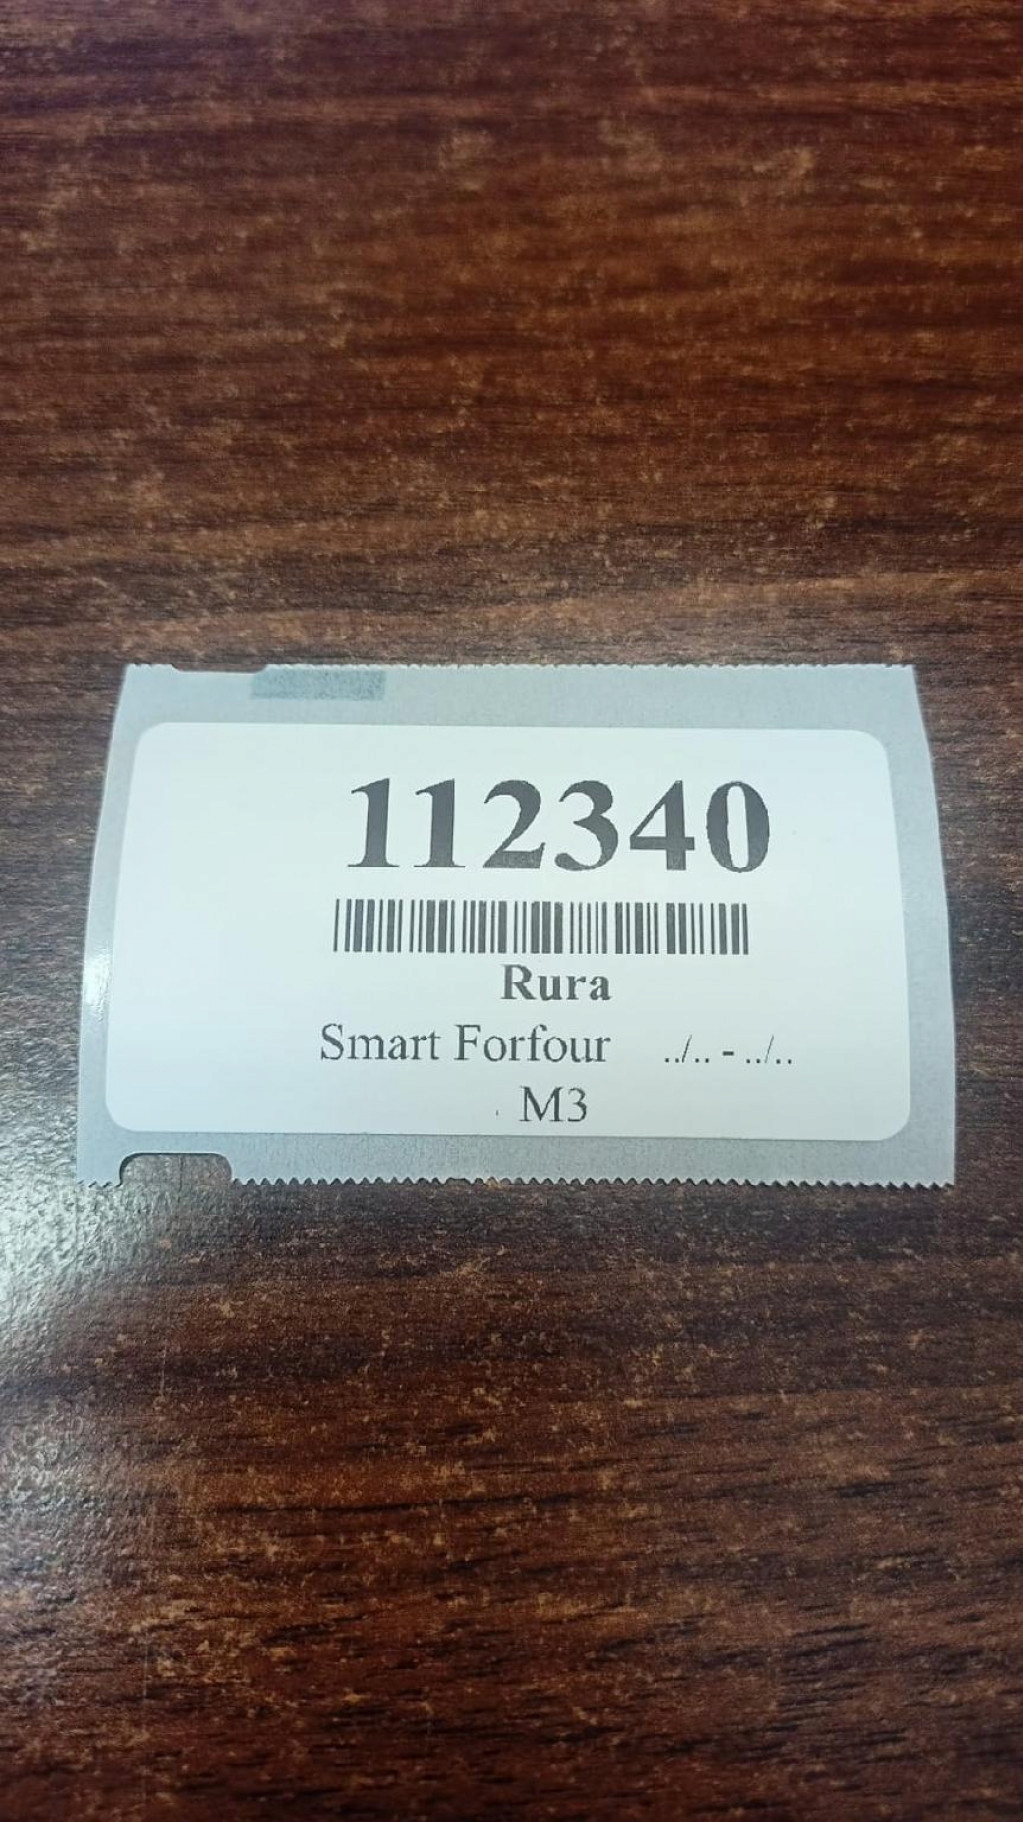 112340
Rura
Smart Forfour ../.. - ../..
M3